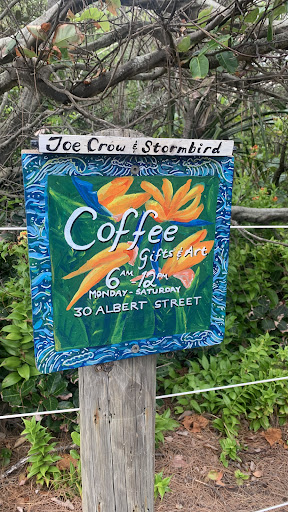 Joe Crow & Stormbird
Coffee
Gifts & Art
6AM-12PM
MONDAY-SATURDAY
30 ALBERT STREET